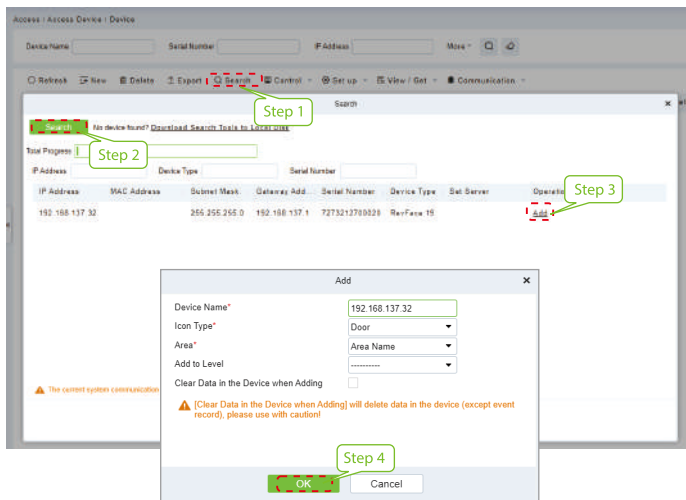 Access / Access Device / Device
Device Name Serial Number IP Address More
Refresh New Delete Export Search Control Set up View / Get Communication
Step 1
Search
Search No device found? Download Search Tools to Local Disk
Step 2
Total Progress
IP Address Device Type Serial Number
IP Address MAC Address Subnet Mask Gateway Add... Serial Number Device Type Set Server
Step 3
192.168.137.32 255.255.255.0 192.168.137.1 7273212700028 RevFace 15 Add
Add
Device Name* 192.168.137.32
Icon Type* Door
Area* Area Name
Add to Level ----------
Clear Data in the Device when Adding
The current system communication
[Clear Data in the Device when Adding] will delete data in the device (except event
record), please use with caution!
Step 4
OK Cancel